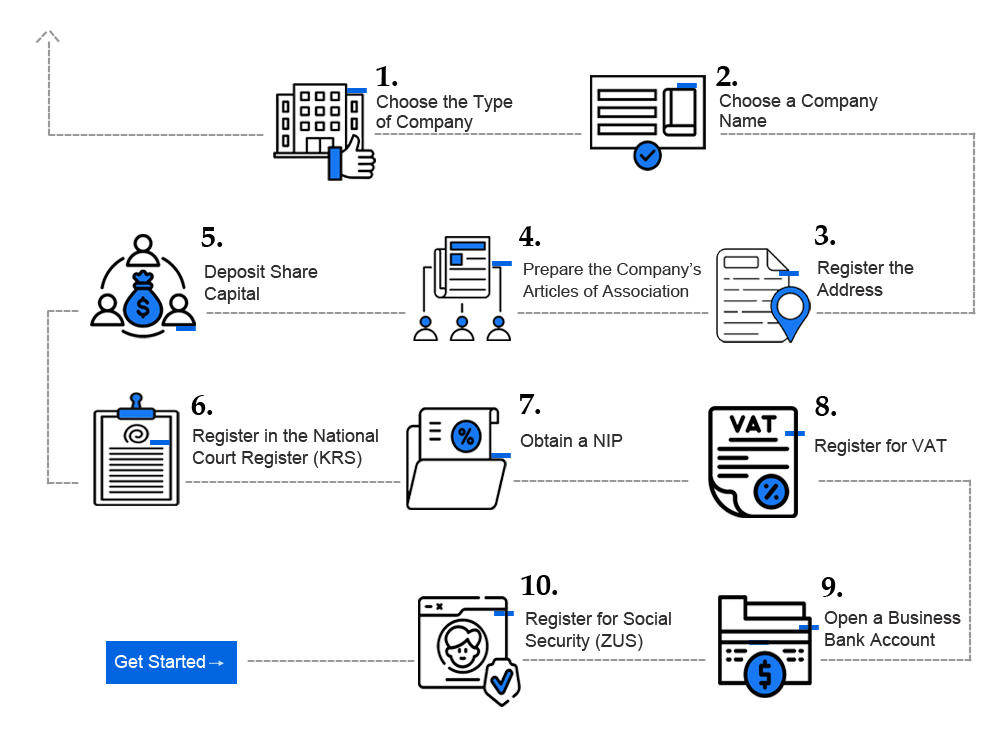 1.
Choose the Type
of Company
2.
Choose a Company
Name
3.
Register the
Address
4.
Prepare the Company’s
Articles of Association
5.
Deposit Share
Capital
$
6.
Register in the National
Court Register (KRS)
7.
Obtain a NIP
%
8.
Register for VAT
VAT
%
9.
Open a Business
Bank Account
$
10.
Register for Social
Security (ZUS)
Get Started→